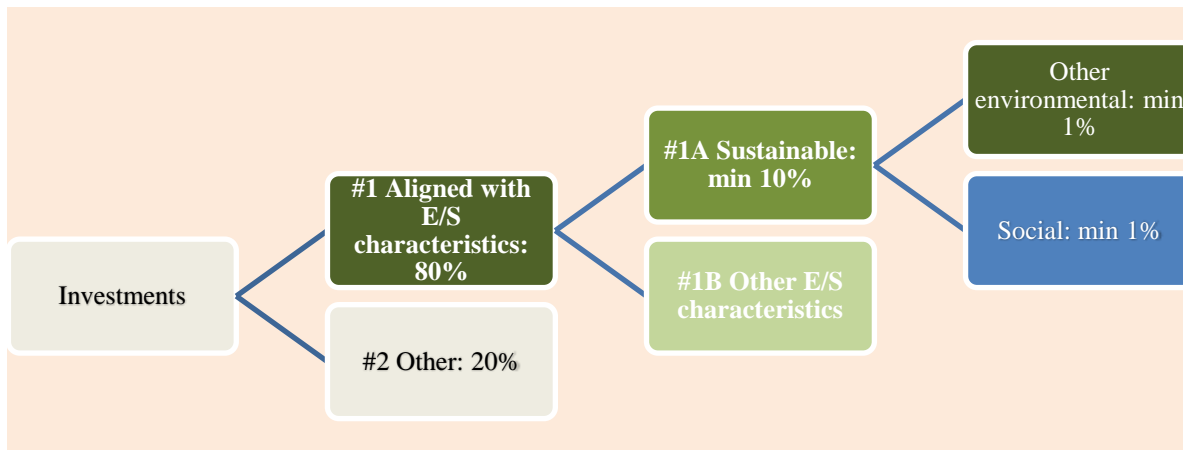 Investments
#1 Aligned with
E/S
characteristics:
80%
#2 Other: 20%
#1A Sustainable:
min 10%
#1B Other E/S
characteristics
Other
environmental: min
1%
Social: min 1%